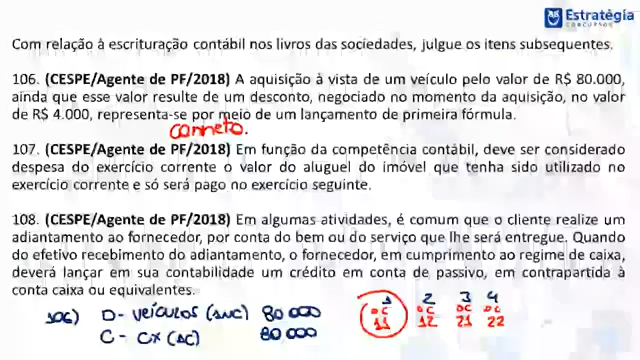 Estratégia
CONCURSOS
Com relação à escrituração contábil nos livros das sociedades, julgue os itens subsequentes.
106. (CESPE/Agente de PF/2018) A aquisição à vista de um veículo pelo valor de R$ 80.000,
ainda que esse valor resulte de um desconto, negociado no momento da aquisição, no valor
de R$ 4.000, representa-se por meio de um lançamento de primeira fórmula.
correto.
107. (CESPE/Agente de PF/2018) Em função da competência contábil, deve ser considerado
despesa do exercício corrente o valor do aluguel do imóvel que tenha sido utilizado no
exercício corrente e só será pago no exercício seguinte.
108. (CESPE/Agente de PF/2018) Em algumas atividades, é comum que o cliente realize um
adiantamento ao fornecedor, por conta do bem ou do serviço que lhe será entregue. Quando
do efetivo recebimento do adiantamento, o fornecedor, em cumprimento ao regime de caixa,
deverá lançar em sua contabilidade um crédito em conta de passivo, em contrapartida à
conta caixa ou equivalentes.
106) D- Veículos (ANC) 80 000
C- CX (AC) 80 000
1 2 3 4
DC DC DC DC
11 12 21 22